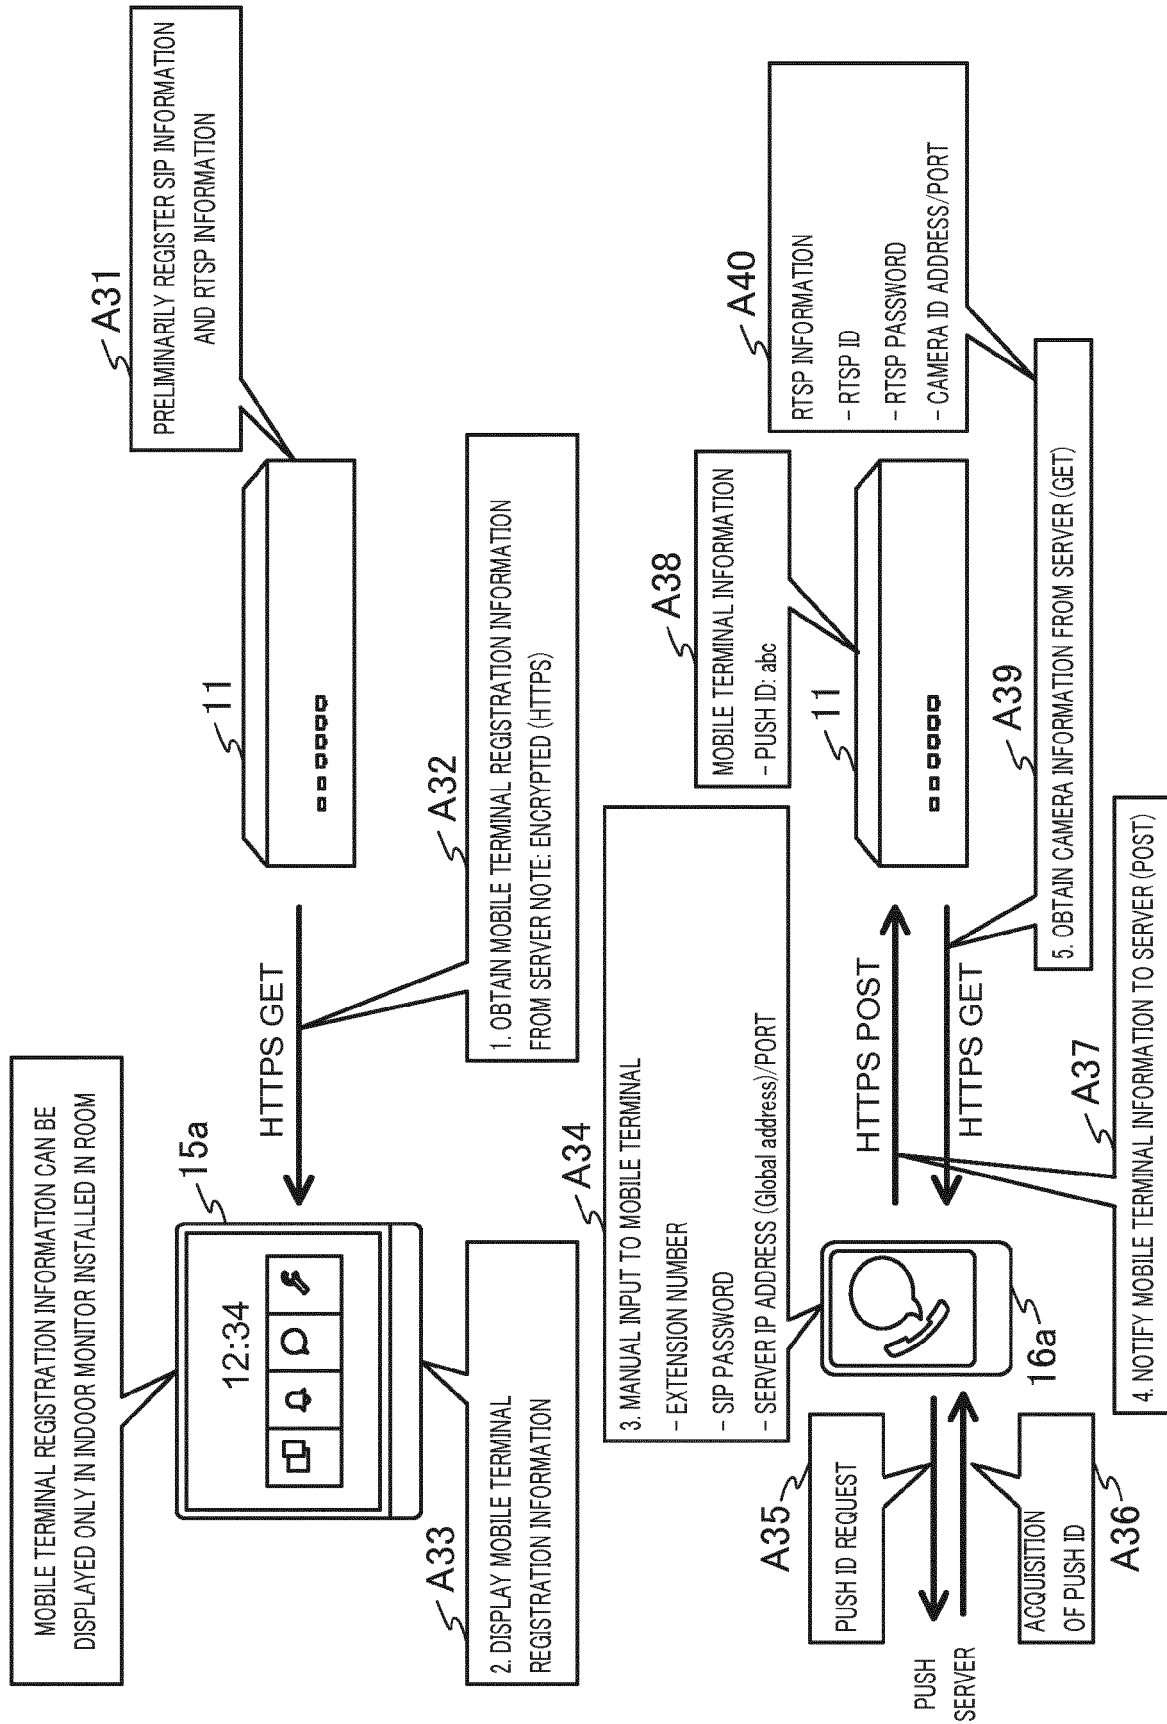 MOBILE TERMINAL REGISTRATION INFORMATION CAN BE
DISPLAYED ONLY IN INDOOR MONITOR INSTALLED IN ROOM
15a
12:34
A33
2. DISPLAY MOBILE TERMINAL
REGISTRATION INFORMATION
HTTPS GET
A32
1. OBTAIN MOBILE TERMINAL REGISTRATION INFORMATION
FROM SERVER NOTE: ENCRYPTED (HTTPS)
11
A31
PRELIMINARILY REGISTER SIP INFORMATION
AND RTSP INFORMATION
A34
3. MANUAL INPUT TO MOBILE TERMINAL
- EXTENSION NUMBER
- SIP PASSWORD
- SERVER IP ADDRESS (Global address)/PORT
A35
PUSH ID REQUEST
PUSH
SERVER
ACQUISITION
OF PUSH ID
A36
16a
HTTPS POST
HTTPS GET
A37
4. NOTIFY MOBILE TERMINAL INFORMATION TO SERVER (POST)
A38
MOBILE TERMINAL INFORMATION
- PUSH ID: abc
11
A39
5. OBTAIN CAMERA INFORMATION FROM SERVER (GET)
A40
RTSP INFORMATION
- RTSP ID
- RTSP PASSWORD
- CAMERA ID ADDRESS/PORT